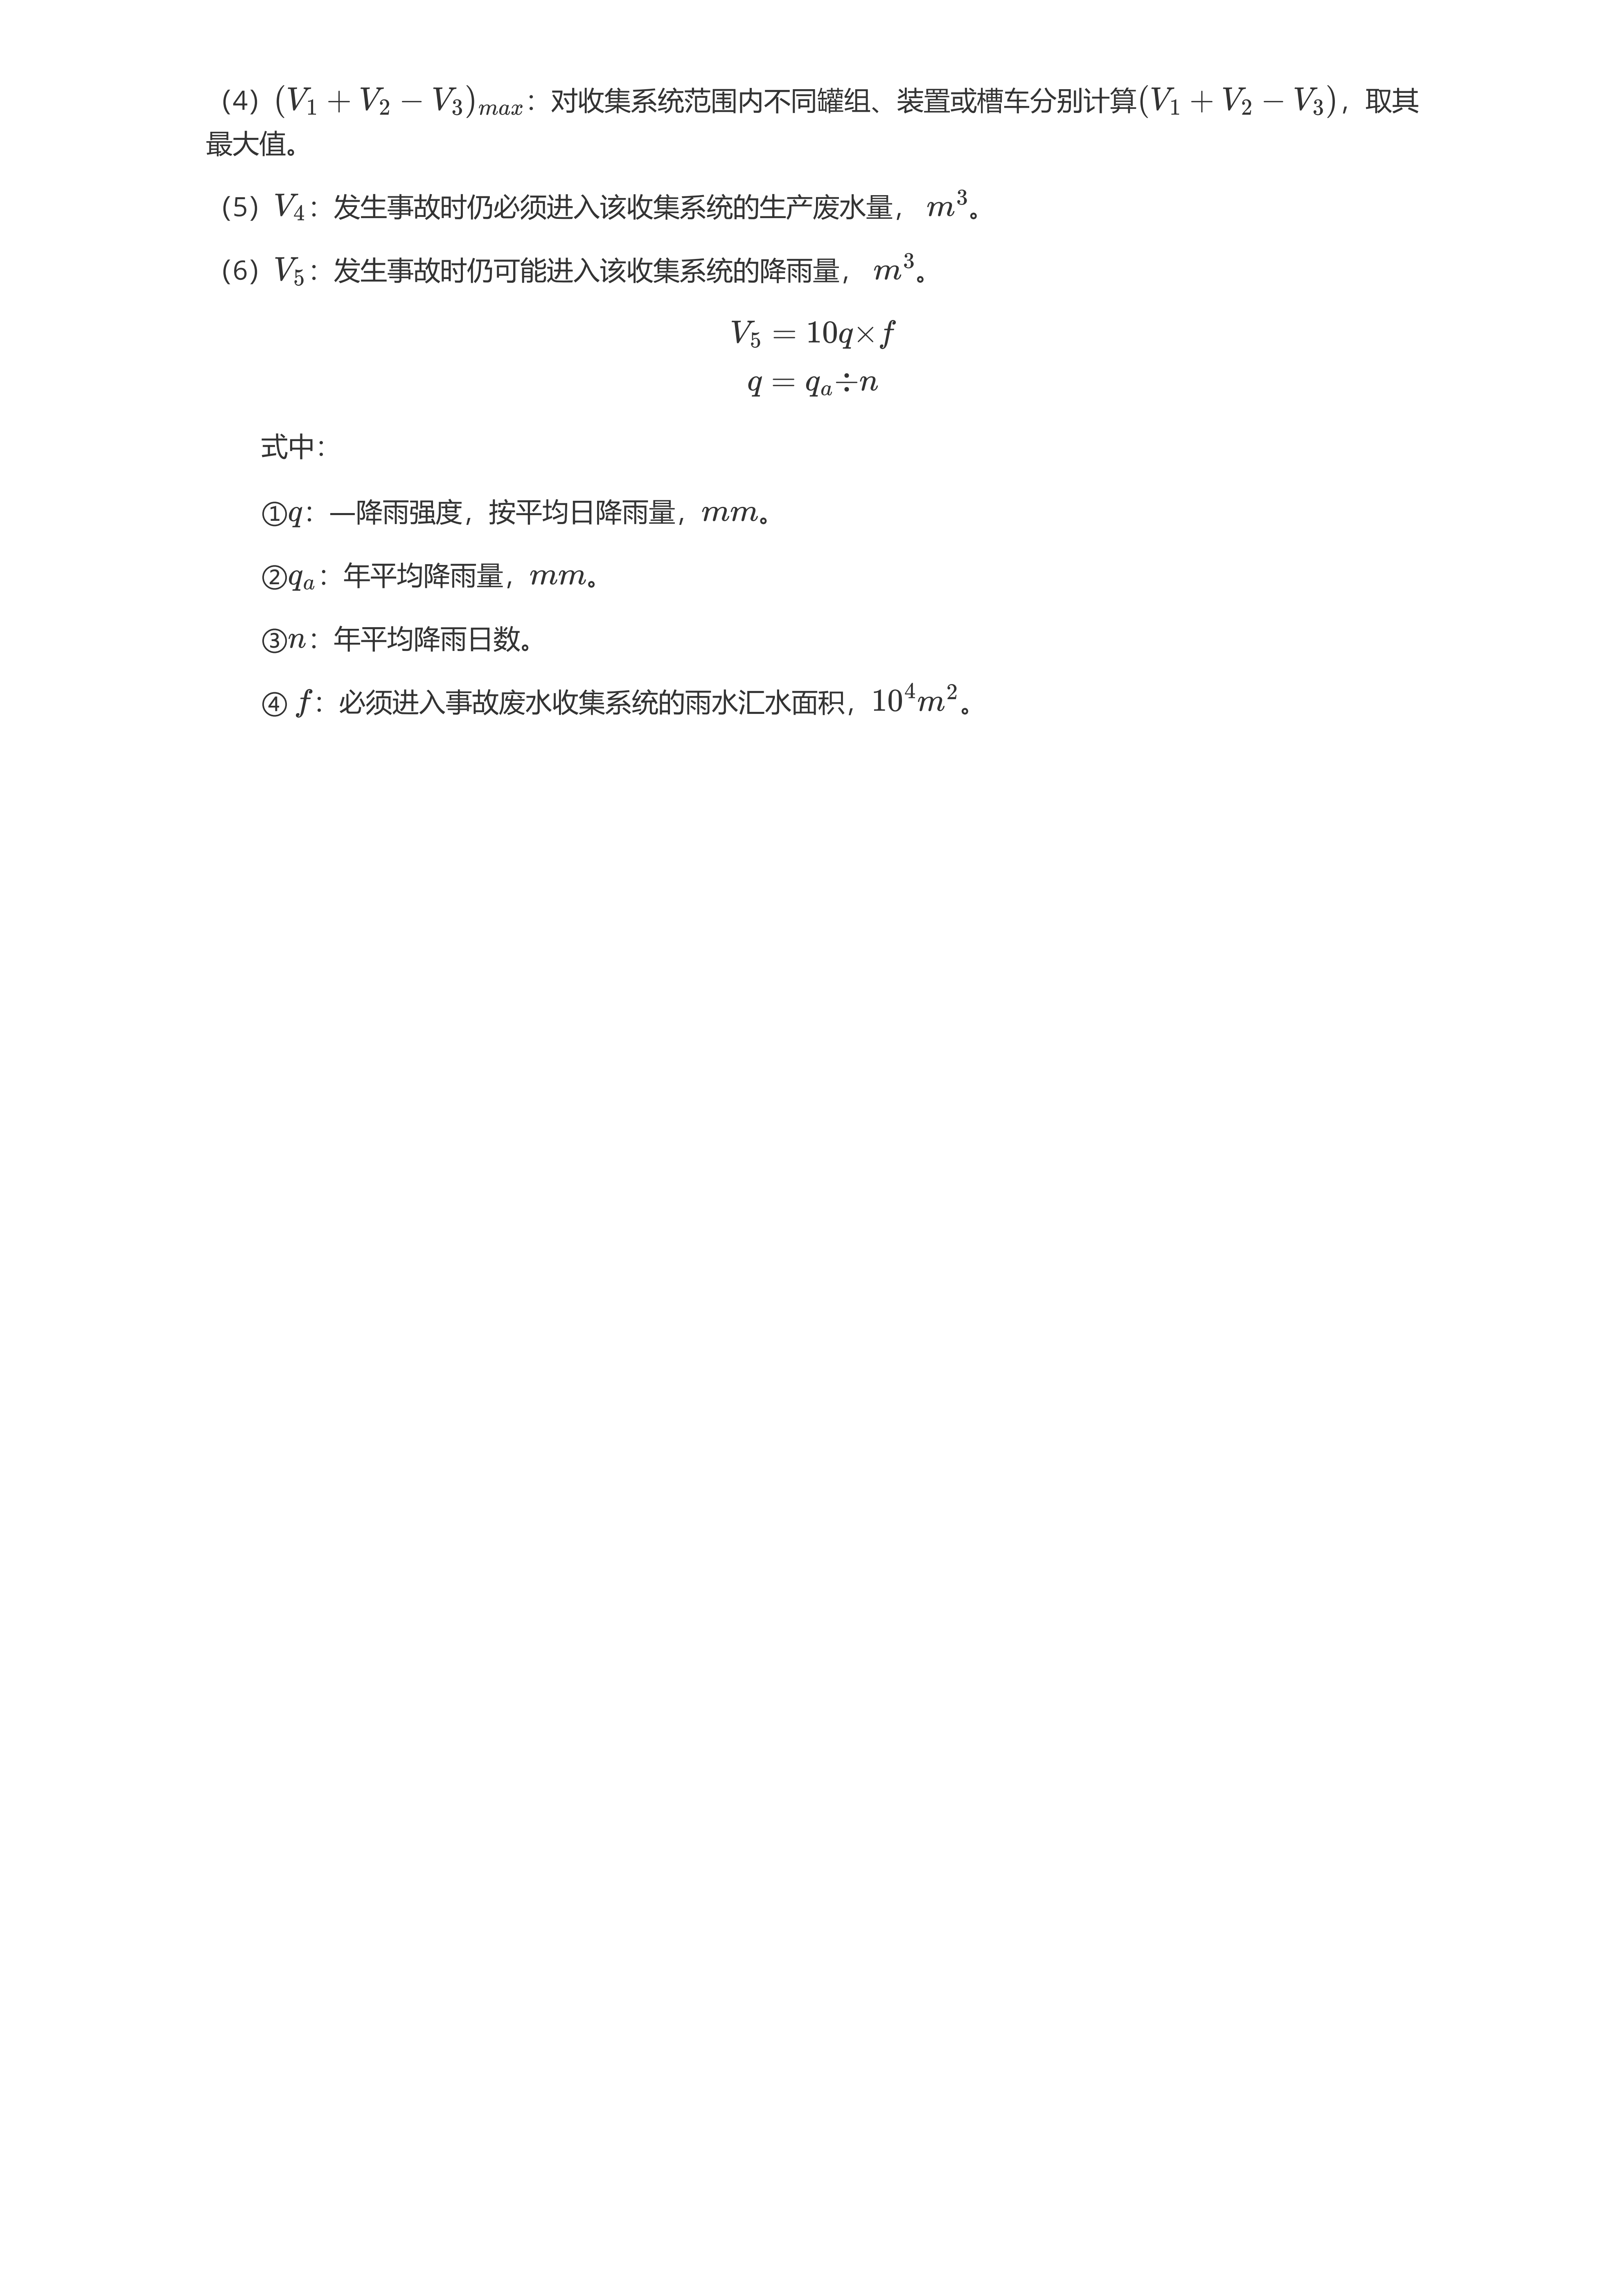 （4）$(V_1 + V_2 - V_3)_{max}$：对收集系统范围内不同罐组、装置或槽车分别计算$(V_1 + V_2 - V_3)$，取其
最大值。
（5）$V_4$：发生事故时仍必须进入该收集系统的生产废水量， $m^3$。
（6）$V_5$：发生事故时仍可能进入该收集系统的降雨量， $m^3$。
$V_5 = 10q × f$
$q = q_a ÷ n$
式中：
①$q$：一降雨强度，按平均日降雨量，$mm$。
②$q_a$：年平均降雨量，$mm$。
③$n$：年平均降雨日数。
④ $f$：必须进入事故废水收集系统的雨水汇水面积，$10^4m^2$。